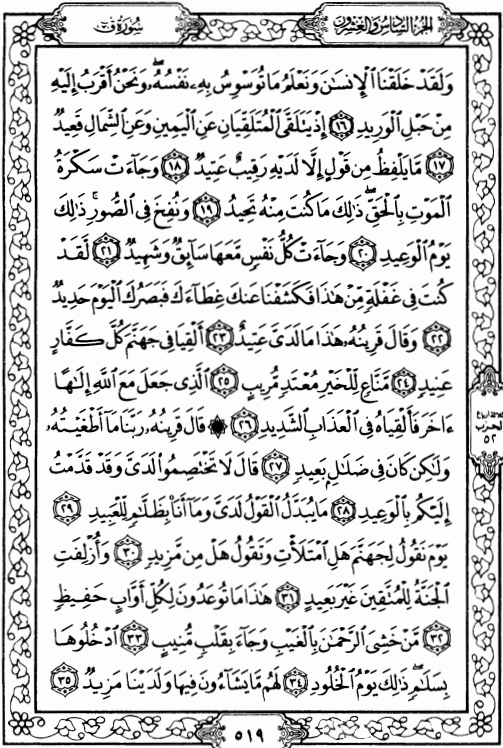 الجزء السادس والعشرون
سورة ق
وَلَقَدْ خَلَقْنَا ٱلْإِنسَٰنَ وَنَعْلَمُ مَا تُوَسْوِسُ بِهِۦ نَفْسُهُۥ ۖ وَنَحْنُ أَقْرَبُ إِلَيْهِ
مِنْ حَبْلِ ٱلْوَرِيدِ ١٦ إِذْ يَتَلَقَّى ٱلْمُتَلَقِّيَانِ عَنِ ٱلْيَمِينِ وَعَنِ ٱلشِّمَالِ قَعِيدٌ
١٧ مَّا يَلْفِظُ مِن قَوْلٍ إِلَّا لَدَيْهِ رَقِيبٌ عَتِيدٌ ١٨ وَجَآءَتْ سَكْرَةُ
ٱلْمَوْتِ بِٱلْحَقِّ ۖ ذَٰلِكَ مَا كُنتَ مِنْهُ تَحِيدُ ١٩ وَنُفِخَ فِى ٱلصُّورِ ۚ ذَٰلِكَ
يَوْمُ ٱلْوَعِيدِ ٢٠ وَجَآءَتْ كُلُّ نَفْسٍ مَّعَهَا سَآئِقٌ وَشَهِيدٌ ٢١ لَّقَدْ
كُنتَ فِى غَفْلَةٍ مِّنْ هَٰذَا فَكَشَفْنَا عَنكَ غِطَآءَكَ فَبَصَرُكَ ٱلْيَوْمَ حَدِيدٌ
٢٢ وَقَالَ قَرِينُهُۥ هَٰذَا مَا لَدَىَّ عَتِيدٌ ٢٣ أَلْقِيَا فِى جَهَنَّمَ كُلَّ كَفَّارٍ
عَنِيدٍ ٢٤ مَّنَّاعٍ لِّلْخَيْرِ مُعْتَدٍ مُّرِيبٍ ٢٥ ٱلَّذِى جَعَلَ مَعَ ٱللَّهِ إِلَٰهًا
ءَاخَرَ فَأَلْقِيَاهُ فِى ٱلْعَذَابِ ٱلشَّدِيدِ ٢٦ ۞ قَالَ قَرِينُهُۥ رَبَّنَا مَآ أَطْغَيْتُهُۥ
وَلَٰكِن كَانَ فِى ضَلَٰلٍۭ بَعِيدٍ ٢٧ قَالَ لَا تَخْتَصِمُوا۟ لَدَىَّ وَقَدْ قَدَّمْتُ
إِلَيْكُم بِٱلْوَعِيدِ ٢٨ مَا يُبَدَّلُ ٱلْقَوْلُ لَدَىَّ وَمَآ أَنَا۠ بِظَلَّٰمٍ لِّلْعَبِيدِ ٢٩
يَوْمَ نَقُولُ لِجَهَنَّمَ هَلِ ٱمْتَلَأْتِ وَتَقُولُ هَلْ مِن مَّزِيدٍ ٣٠ وَأُزْلِفَتِ
ٱلْجَنَّةُ لِلْمُتَّقِينَ غَيْرَ بَعِيدٍ ٣١ هَٰذَا مَا تُوعَدُونَ لِكُلِّ أَوَّابٍ حَفِيظٍ
٣٢ مَّنْ خَشِىَ ٱلرَّحْمَٰنَ بِٱلْغَيْبِ وَجَآءَ بِقَلْبٍ مُّنِيبٍ ٣٣ ٱدْخُلُوهَا
بِسَلَٰمٍ ۖ ذَٰلِكَ يَوْمُ ٱلْخُلُودِ ٣٤ لَهُم مَّا يَشَآءُونَ فِيهَا وَلَدَيْنَا مَزِيدٌ ٣٥
ثلاثة أرباع
الحزب
٥٢
٥١٩